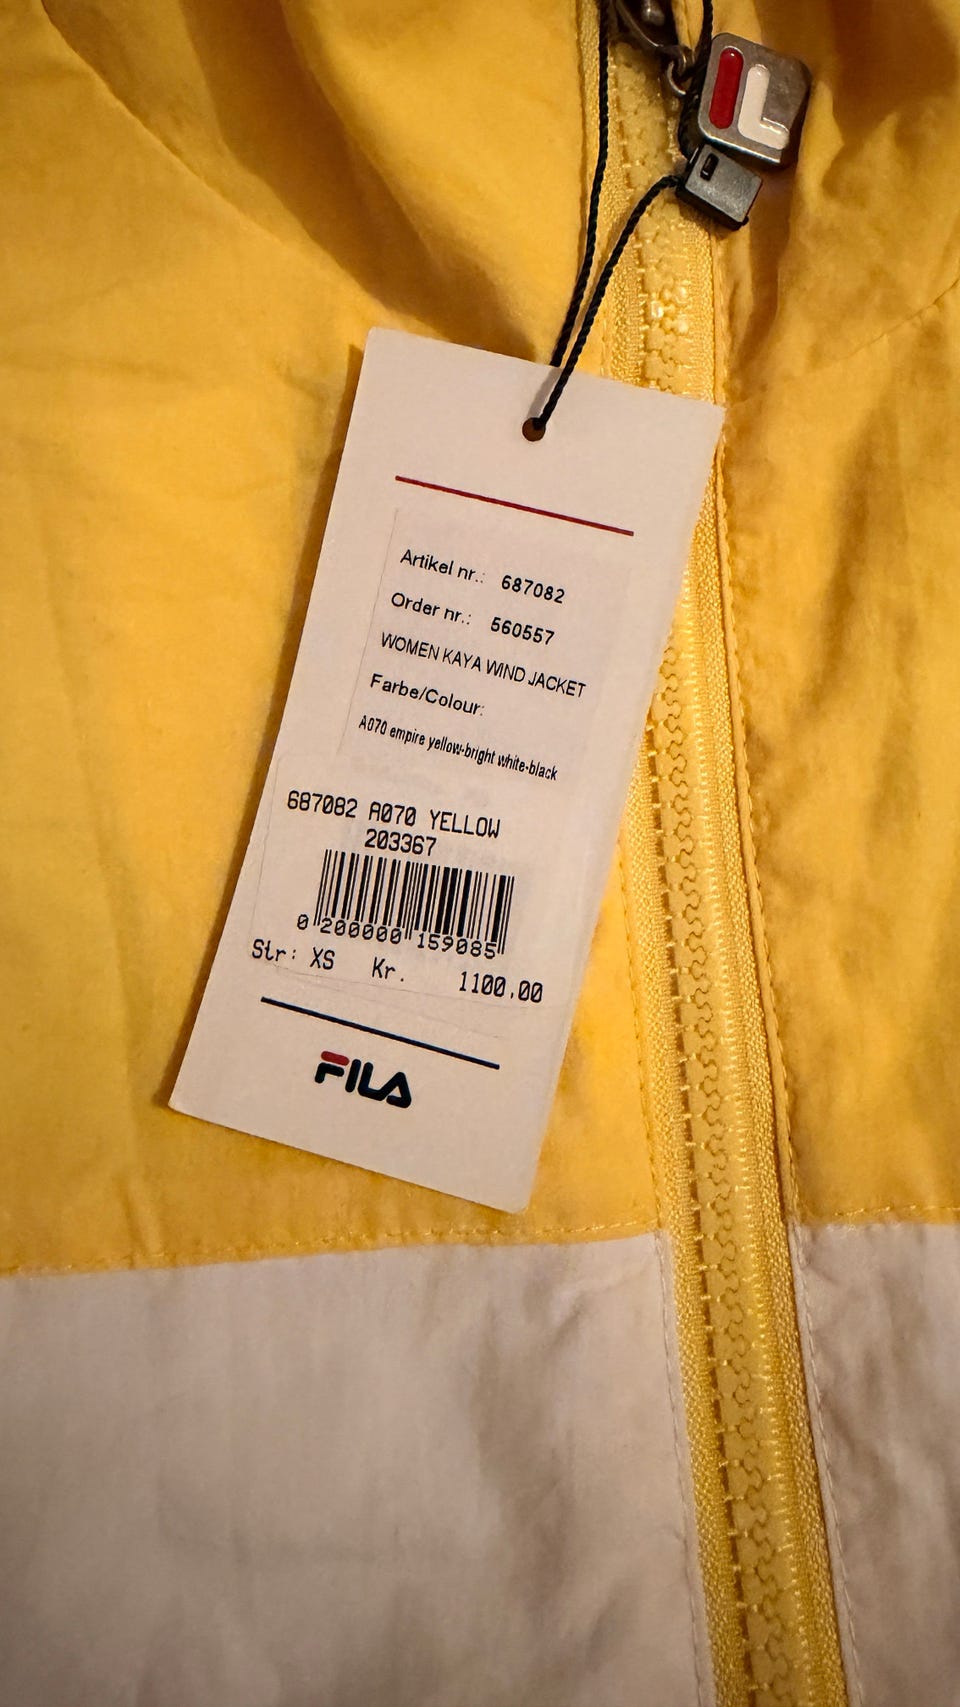 Artikel nr.: 687082
Order nr.: 560557
WOMEN KAYA WIND JACKET
Farbe/Colour:
A070 empire yellow-bright white-black
687082 A070 YELLOW
203367
0 200000 159085
Str: XS Kr. 1100.00
FILA